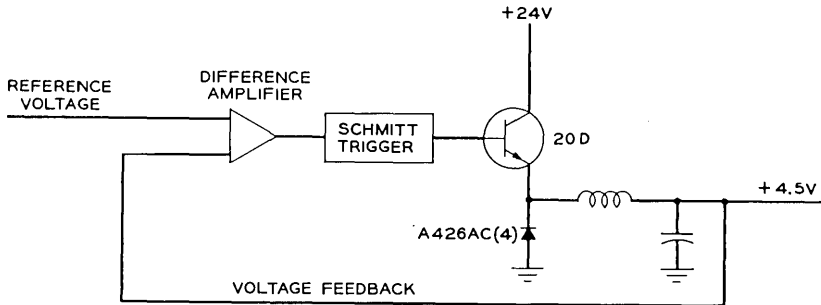 +24V
REFERENCE
VOLTAGE
DIFFERENCE
AMPLIFIER
SCHMITT
TRIGGER
20D
+4.5V
A426AC(4)
VOLTAGE FEEDBACK